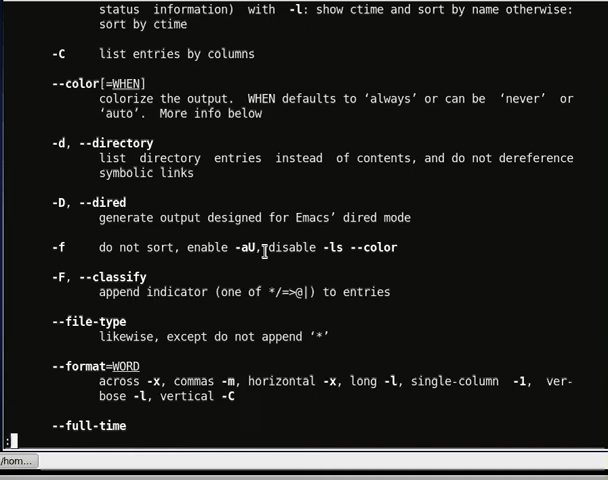 status information) with -l: show ctime and sort by name otherwise:
sort by ctime
-C list entries by columns
--color[=WHEN]
colorize the output. WHEN defaults to ‘always’ or can be ‘never’ or
‘auto’. More info below
-d, --directory
list directory entries instead of contents, and do not dereference
symbolic links
-D, --dired
generate output designed for Emacs’ dired mode
-f do not sort, enable -aU, disable -ls --color
-F, --classify
append indicator (one of */=>@|) to entries
--file-type
likewise, except do not append ‘*’
--format=WORD
across -x, commas -m, horizontal -x, long -l, single-column -1, ver-
bose -l, vertical -C
--full-time
:
/hom...